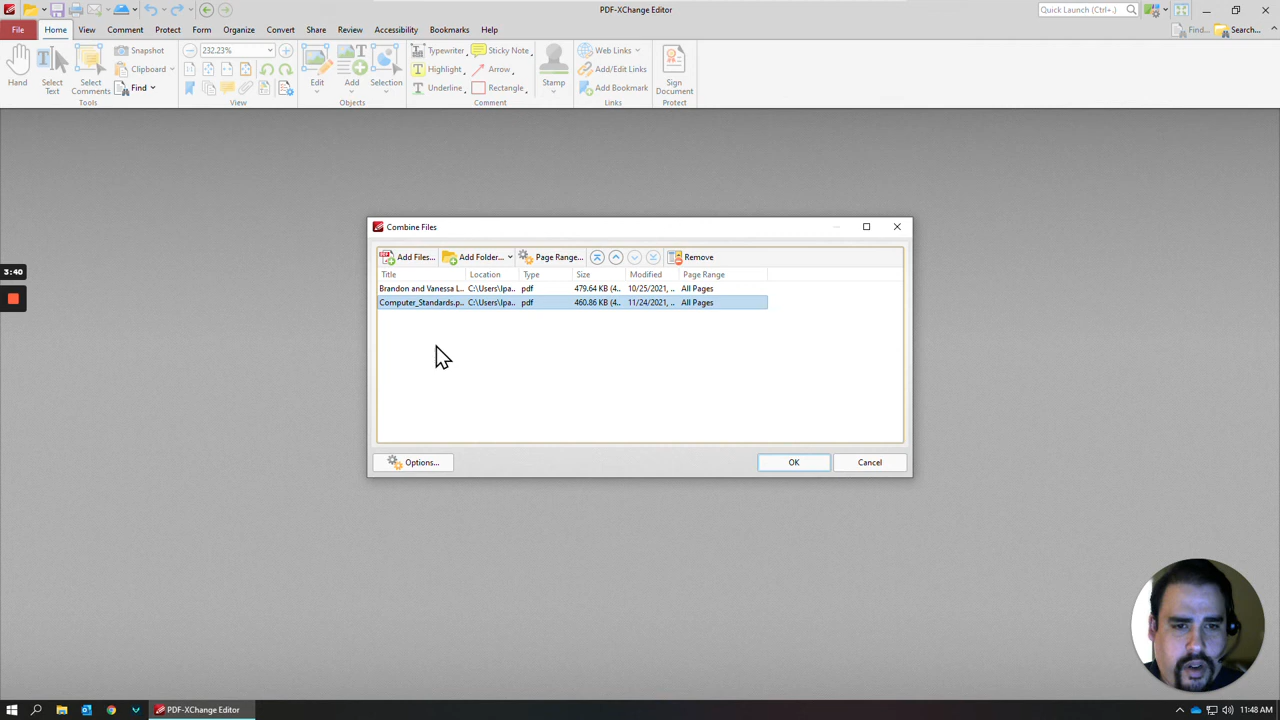 PDF-XChange Editor
Quick Launch (Ctrl+.)
File Home View Comment Protect Form Organize Convert Share Review Accessibility Bookmarks Help
Find... Search...
Hand
Select Text
Select Comments
Snapshot
Clipboard
Find
Tools
232.23%
View
Edit
Add
Selection
Objects
Typewriter
Highlight
Underline
Sticky Note
Arrow
Rectangle
Stamp
Comment
Web Links
Add/Edit Links
Add Bookmark
Links
Sign Document
Protect
3:40
Combine Files
Add Files... Add Folder... Page Range... Remove
Title Location Type Size Modified Page Range
Brandon and Vanessa L.. C:\Users\Ipa.. pdf 479.64 KB (4.. 10/25/2021, .. All Pages
Computer_Standards.p.. C:\Users\Ipa.. pdf 460.86 KB (4.. 11/24/2021, .. All Pages
Options... OK Cancel
PDF-XChange Editor
11:48 AM